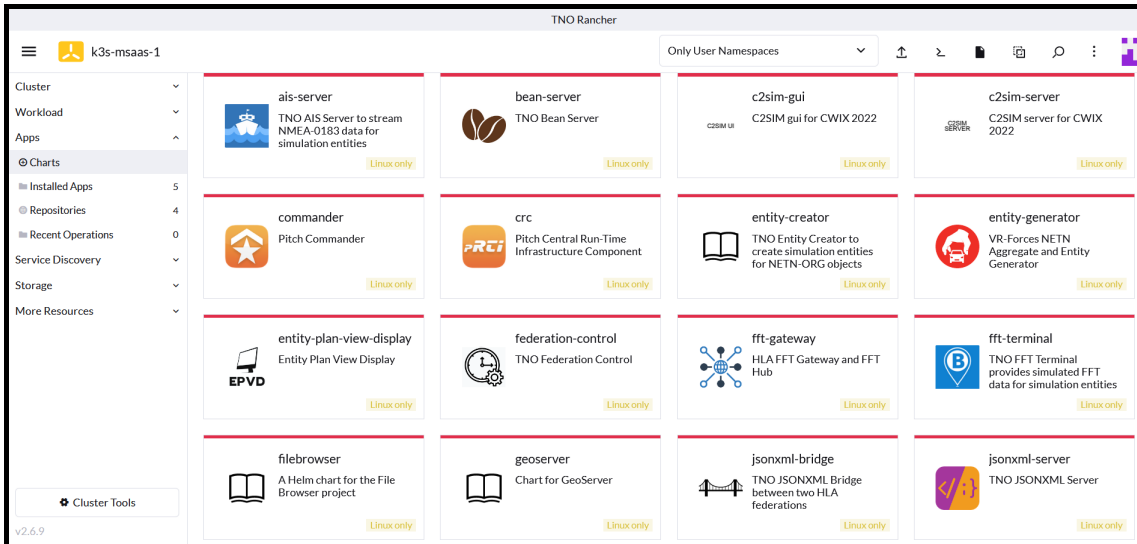 TNO Rancher
k3s-msaas-1
Only User Namespaces
Cluster
Workload
Apps
Charts
Installed Apps 5
Repositories 4
Recent Operations 0
Service Discovery
Storage
More Resources
Cluster Tools
v2.6.9
ais-server
TNO AIS Server to stream
NMEA-0183 data for
simulation entities
Linux only
bean-server
TNO Bean Server
Linux only
C2SIM UI
c2sim-gui
C2SIM gui for CWIX 2022
Linux only
C2SIM
SERVER
c2sim-server
C2SIM server for CWIX
2022
Linux only
commander
Pitch Commander
Linux only
pRTI
crc
Pitch Central Run-Time
Infrastructure Component
Linux only
entity-creator
TNO Entity Creator to
create simulation entities
for NETN-ORG objects
Linux only
entity-generator
VR-Forces NETN
Aggregate and Entity
Generator
Linux only
EPVD
entity-plan-view-display
Entity Plan View Display
Linux only
federation-control
TNO Federation Control
Linux only
fft-gateway
HLA FFT Gateway and FFT
Hub
Linux only
B
fft-terminal
TNO FFT Terminal
provides simulated FFT
data for simulation entities
Linux only
filebrowser
A Helm chart for the File
Browser project
Linux only
geoserver
Chart for GeoServer
Linux only
jsonxml-bridge
TNO JSONXML Bridge
between two HLA
federations
Linux only
</:}
jsonxml-server
TNO JSONXML Server
Linux only